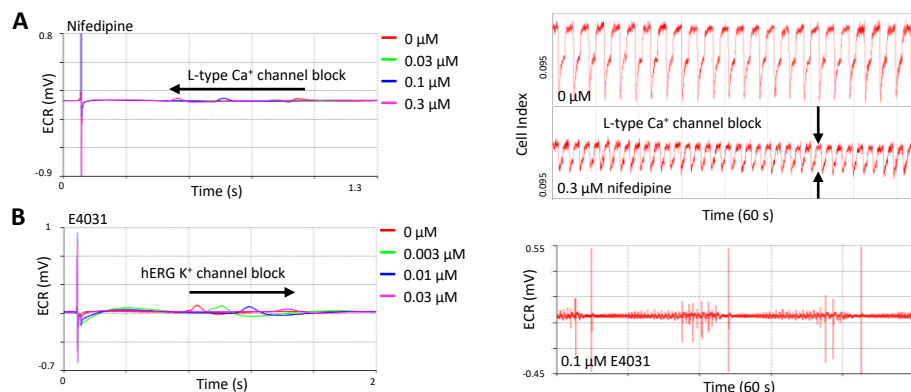 A
Nifedipine
0.8
ECR (mV)
-0.9
L-type Ca⁺ channel block
0 µM
0.03 µM
0.1 µM
0.3 µM
0
1.3
Time (s)
Cell Index
0.095
0 µM
L-type Ca⁺ channel block
0.095
0.3 µM nifedipine
Time (60 s)
B
E4031
1
ECR (mV)
-0.7
hERG K⁺ channel block
0 µM
0.003 µM
0.01 µM
0.03 µM
0
2
Time (s)
0.55
ECR (mV)
-0.45
0.1 µM E4031
Time (60 s)